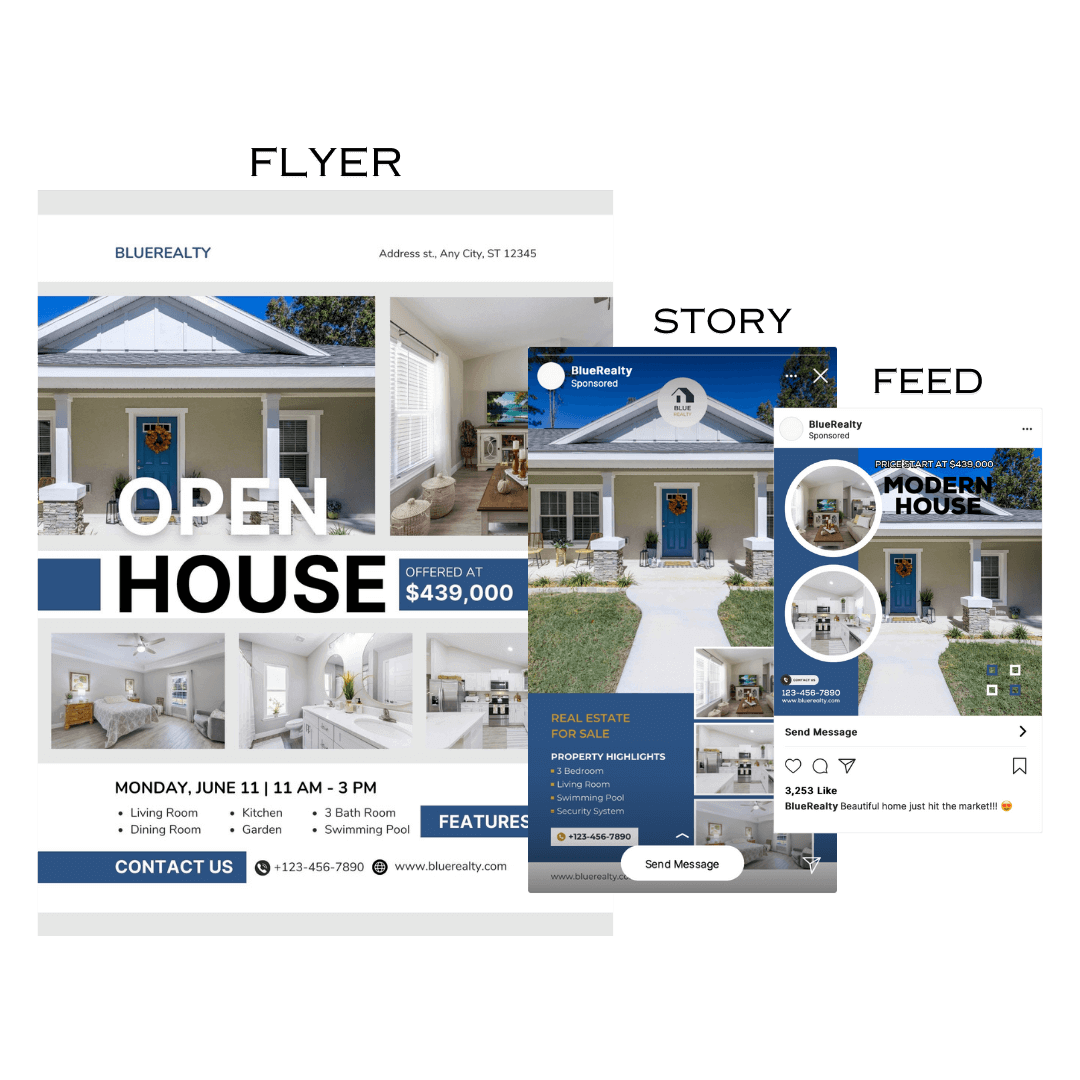 FLYER
BLUEREALTY
Address st., Any City, ST 12345
OPEN
HOUSE
OFFERED AT
$439,000
MONDAY, JUNE 11 | 11 AM - 3 PM
• Living Room
• Dining Room
• Kitchen
• Garden
• 3 Bath Room
• Swimming Pool
FEATURES
CONTACT US
+123-456-7890
www.bluerealty.com
STORY
BlueRealty
Sponsored
BLUE
REALTY
REAL ESTATE
FOR SALE
PROPERTY HIGHLIGHTS
3 Bedroom
Living Room
Swimming Pool
Security System
+123-456-7890
Send Message
www.bluerealty.co
FEED
BlueRealty
Sponsored
PRICE START AT $439.000
MODERN
HOUSE
CONTACT US
123-456-7890
www.bluerealty.com
Send Message
3,253 Like
BlueRealty Beautiful home just hit the market!!! 😍